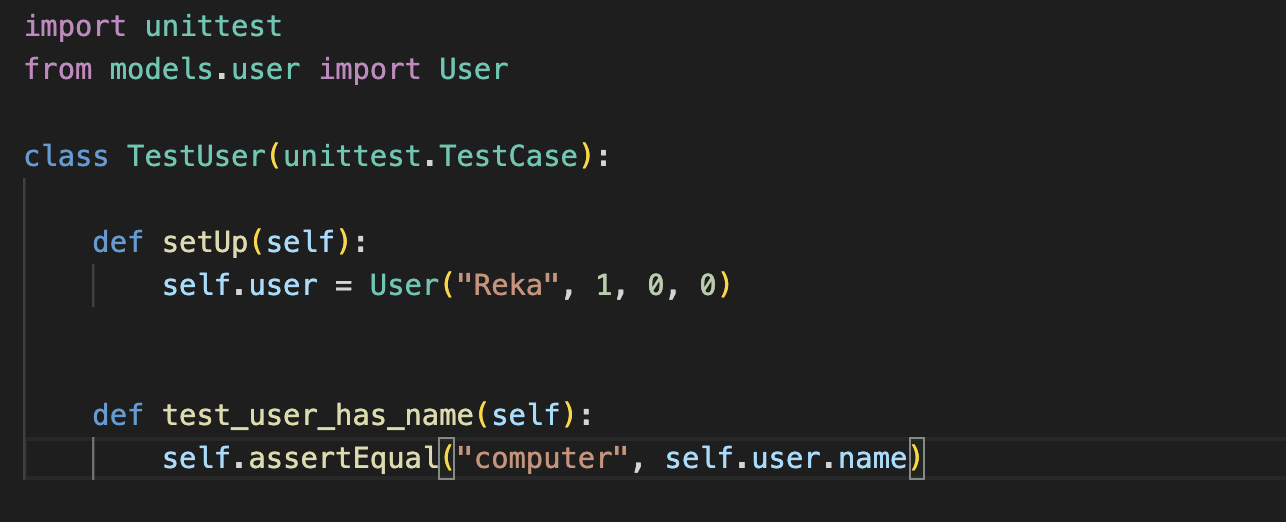 import unittest
from models.user import User
class TestUser(unittest.TestCase):
    def setUp(self):
        self.user = User("Reka", 1, 0, 0)
    def test_user_has_name(self):
        self.assertEqual("computer", self.user.name)